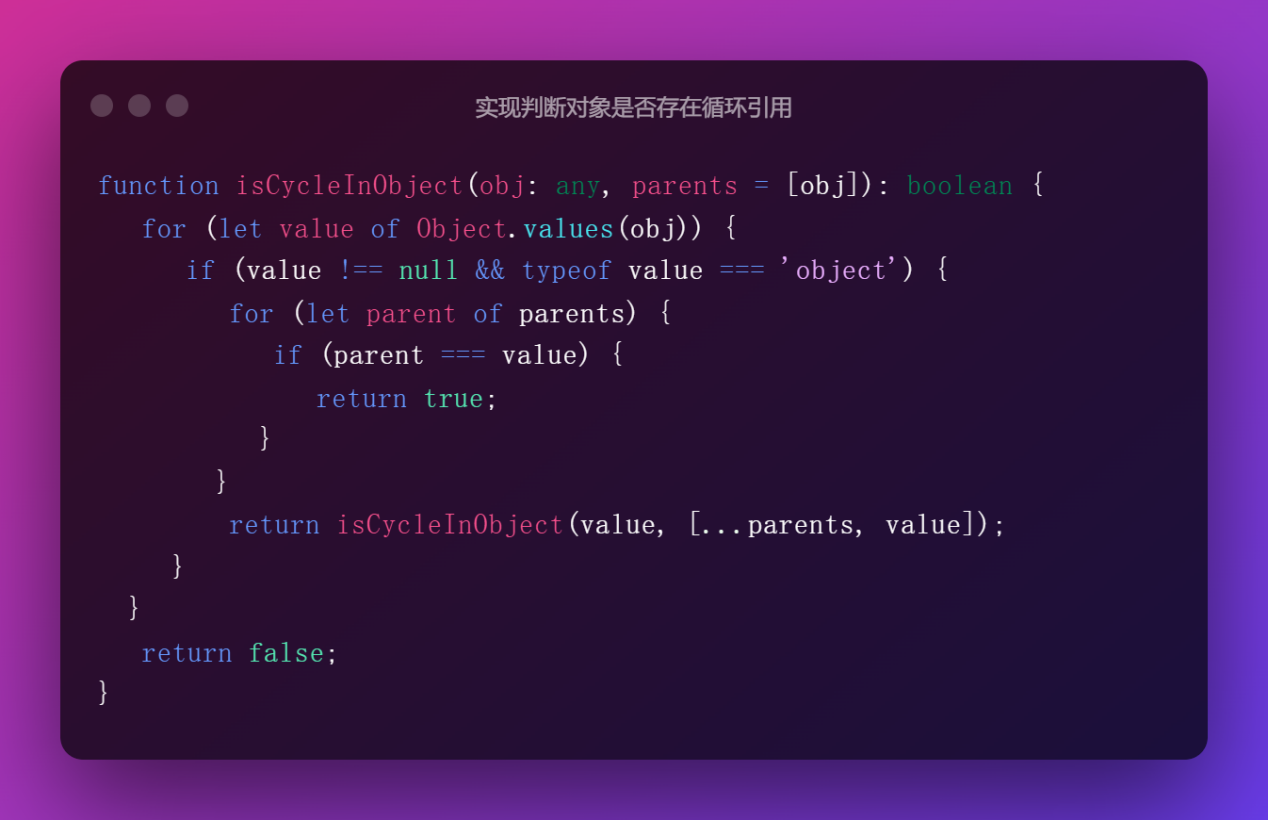 实现判断对象是否存在循环引用
function isCycleInObject(obj: any, parents = [obj]): boolean {
for (let value of Object.values(obj)) {
if (value !== null && typeof value === 'object') {
for (let parent of parents) {
if (parent === value) {
return true;
}
}
return isCycleInObject(value, [...parents, value]);
}
}
return false;
}